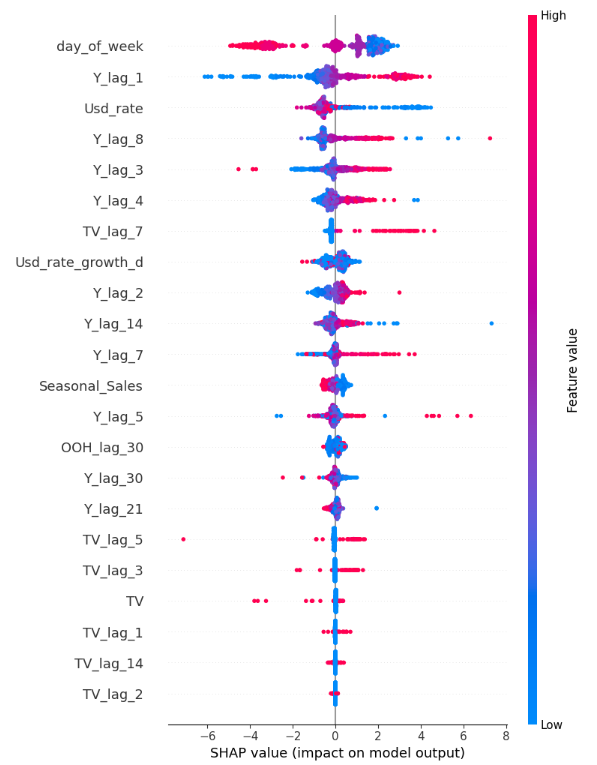 High
day_of_week
Y_lag_1
Usd_rate
Y_lag_8
Y_lag_3
Y_lag_4
TV_lag_7
Usd_rate_growth_d
Y_lag_2
Y_lag_14
Y_lag_7
Seasonal_Sales
Y_lag_5
OOH_lag_30
Y_lag_30
Y_lag_21
TV_lag_5
TV_lag_3
TV
TV_lag_1
TV_lag_14
TV_lag_2
Feature value
Low
−6 −4 −2 0 2 4 6 8
SHAP value (impact on model output)